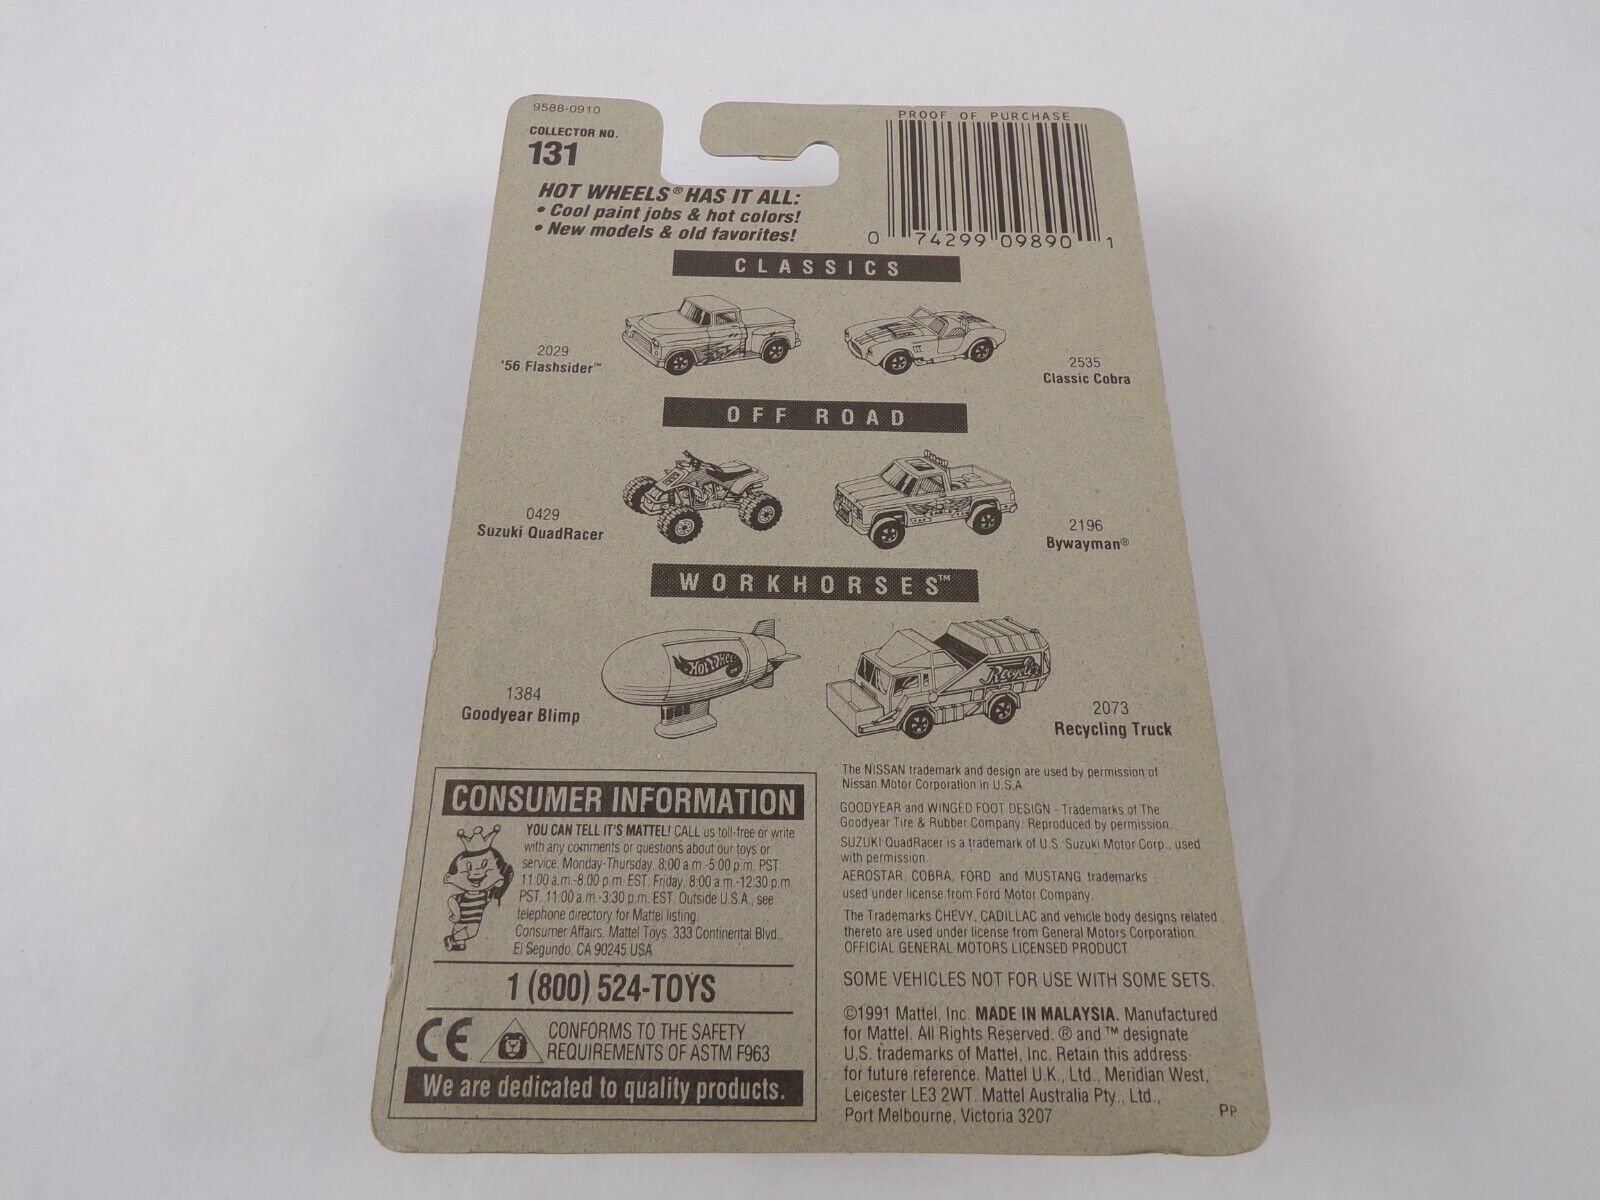 9588-0910
COLLECTOR NO.
131
PROOF OF PURCHASE
0 74299 09890 1
HOT WHEELS® HAS IT ALL:
• Cool paint jobs & hot colors!
• New models & old favorites!
CLASSICS
2029
'56 Flashsider™
2535
Classic Cobra
OFF ROAD
0429
Suzuki QuadRacer
2196
Bywayman®
WORKHORSES™
HOT WHEELS
Recycler
1384
Goodyear Blimp
2073
Recycling Truck
CONSUMER INFORMATION
YOU CAN TELL IT'S MATTEL! CALL us toll-free or write
with any comments or questions about our toys or
service. Monday-Thursday, 8:00 a.m.-5:00 p.m. PST.
11:00 a.m.-8:00 p.m. EST. Friday, 8:00 a.m.-12:30 p.m.
PST. 11:00 a.m.-3:30 p.m. EST. Outside U.S.A., see
telephone directory for Mattel listing.
Consumer Affairs, Mattel Toys, 333 Continental Blvd.,
El Segundo, CA 90245 USA
1 (800) 524-TOYS
CE
CONFORMS TO THE SAFETY
REQUIREMENTS OF ASTM F963
We are dedicated to quality products.
The NISSAN trademark and design are used by permission of
Nissan Motor Corporation in U.S.A.
GOODYEAR and WINGED FOOT DESIGN - Trademarks of The
Goodyear Tire & Rubber Company. Reproduced by permission.
SUZUKI QuadRacer is a trademark of U.S. Suzuki Motor Corp., used
with permission.
AEROSTAR, COBRA, FORD and MUSTANG trademarks
used under license from Ford Motor Company.
The Trademarks CHEVY, CADILLAC and vehicle body designs related
thereto are used under license from General Motors Corporation.
OFFICIAL GENERAL MOTORS LICENSED PRODUCT.
SOME VEHICLES NOT FOR USE WITH SOME SETS.
©1991 Mattel, Inc. MADE IN MALAYSIA. Manufactured
for Mattel. All Rights Reserved. ® and ™ designate
U.S. trademarks of Mattel, Inc. Retain this address
for future reference. Mattel U.K., Ltd., Meridian West,
Leicester LE3 2WT. Mattel Australia Pty., Ltd.,
Port Melbourne, Victoria 3207
PP